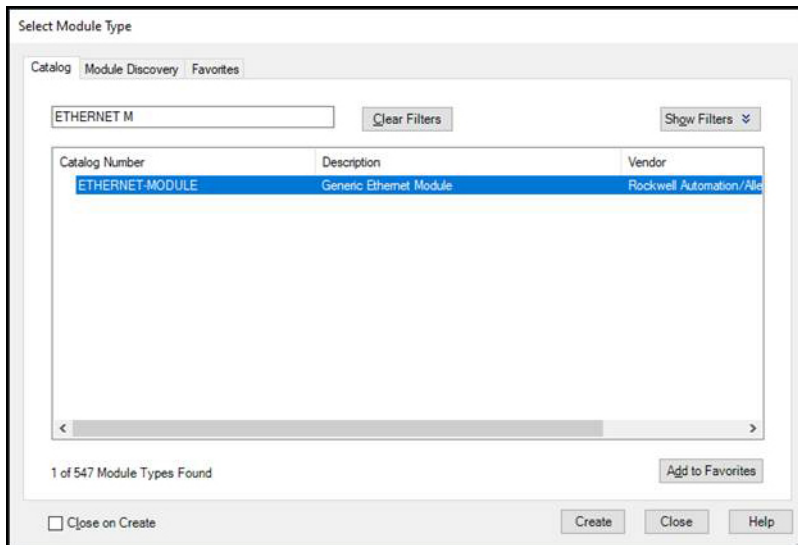 Select Module Type
Catalog Module Discovery Favorites
ETHERNET M Clear Filters Show Filters
Catalog Number Description Vendor
ETHERNET-MODULE Generic Ethernet Module Rockwell Automation/Alle
1 of 547 Module Types Found Add to Favorites
Close on Create Create Close Help